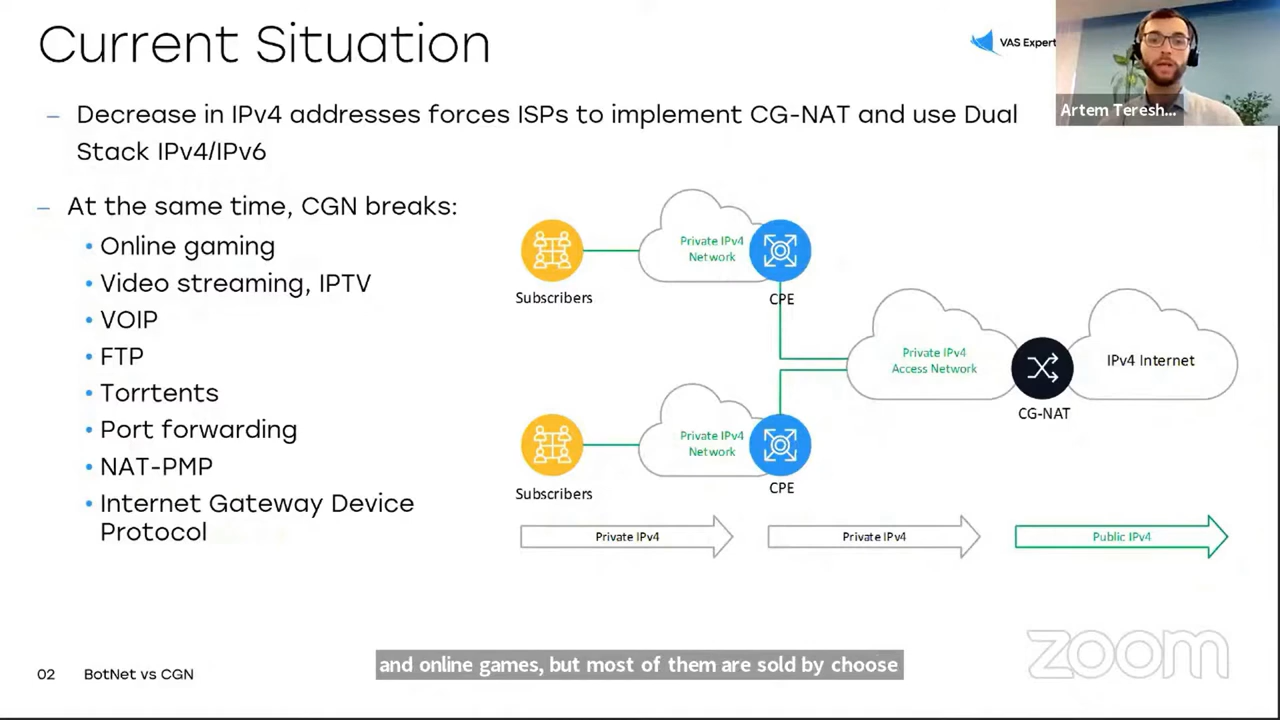 Current Situation
VAS Expert
Artem Teresh...
– Decrease in IPv4 addresses forces ISPs to implement CG-NAT and use Dual
Stack IPv4/IPv6
– At the same time, CGN breaks:
• Online gaming
• Video streaming, IPTV
• VOIP
• FTP
• Torrtents
• Port forwarding
• NAT-PMP
• Internet Gateway Device
Protocol
Private IPv4
Network
Subscribers
CPE
Private IPv4
Access Network
IPv4 Internet
CG-NAT
Private IPv4
Network
Subscribers
CPE
Private IPv4
Private IPv4
Public IPv4
and online games, but most of them are sold by choose
zoom
02
BotNet vs CGN